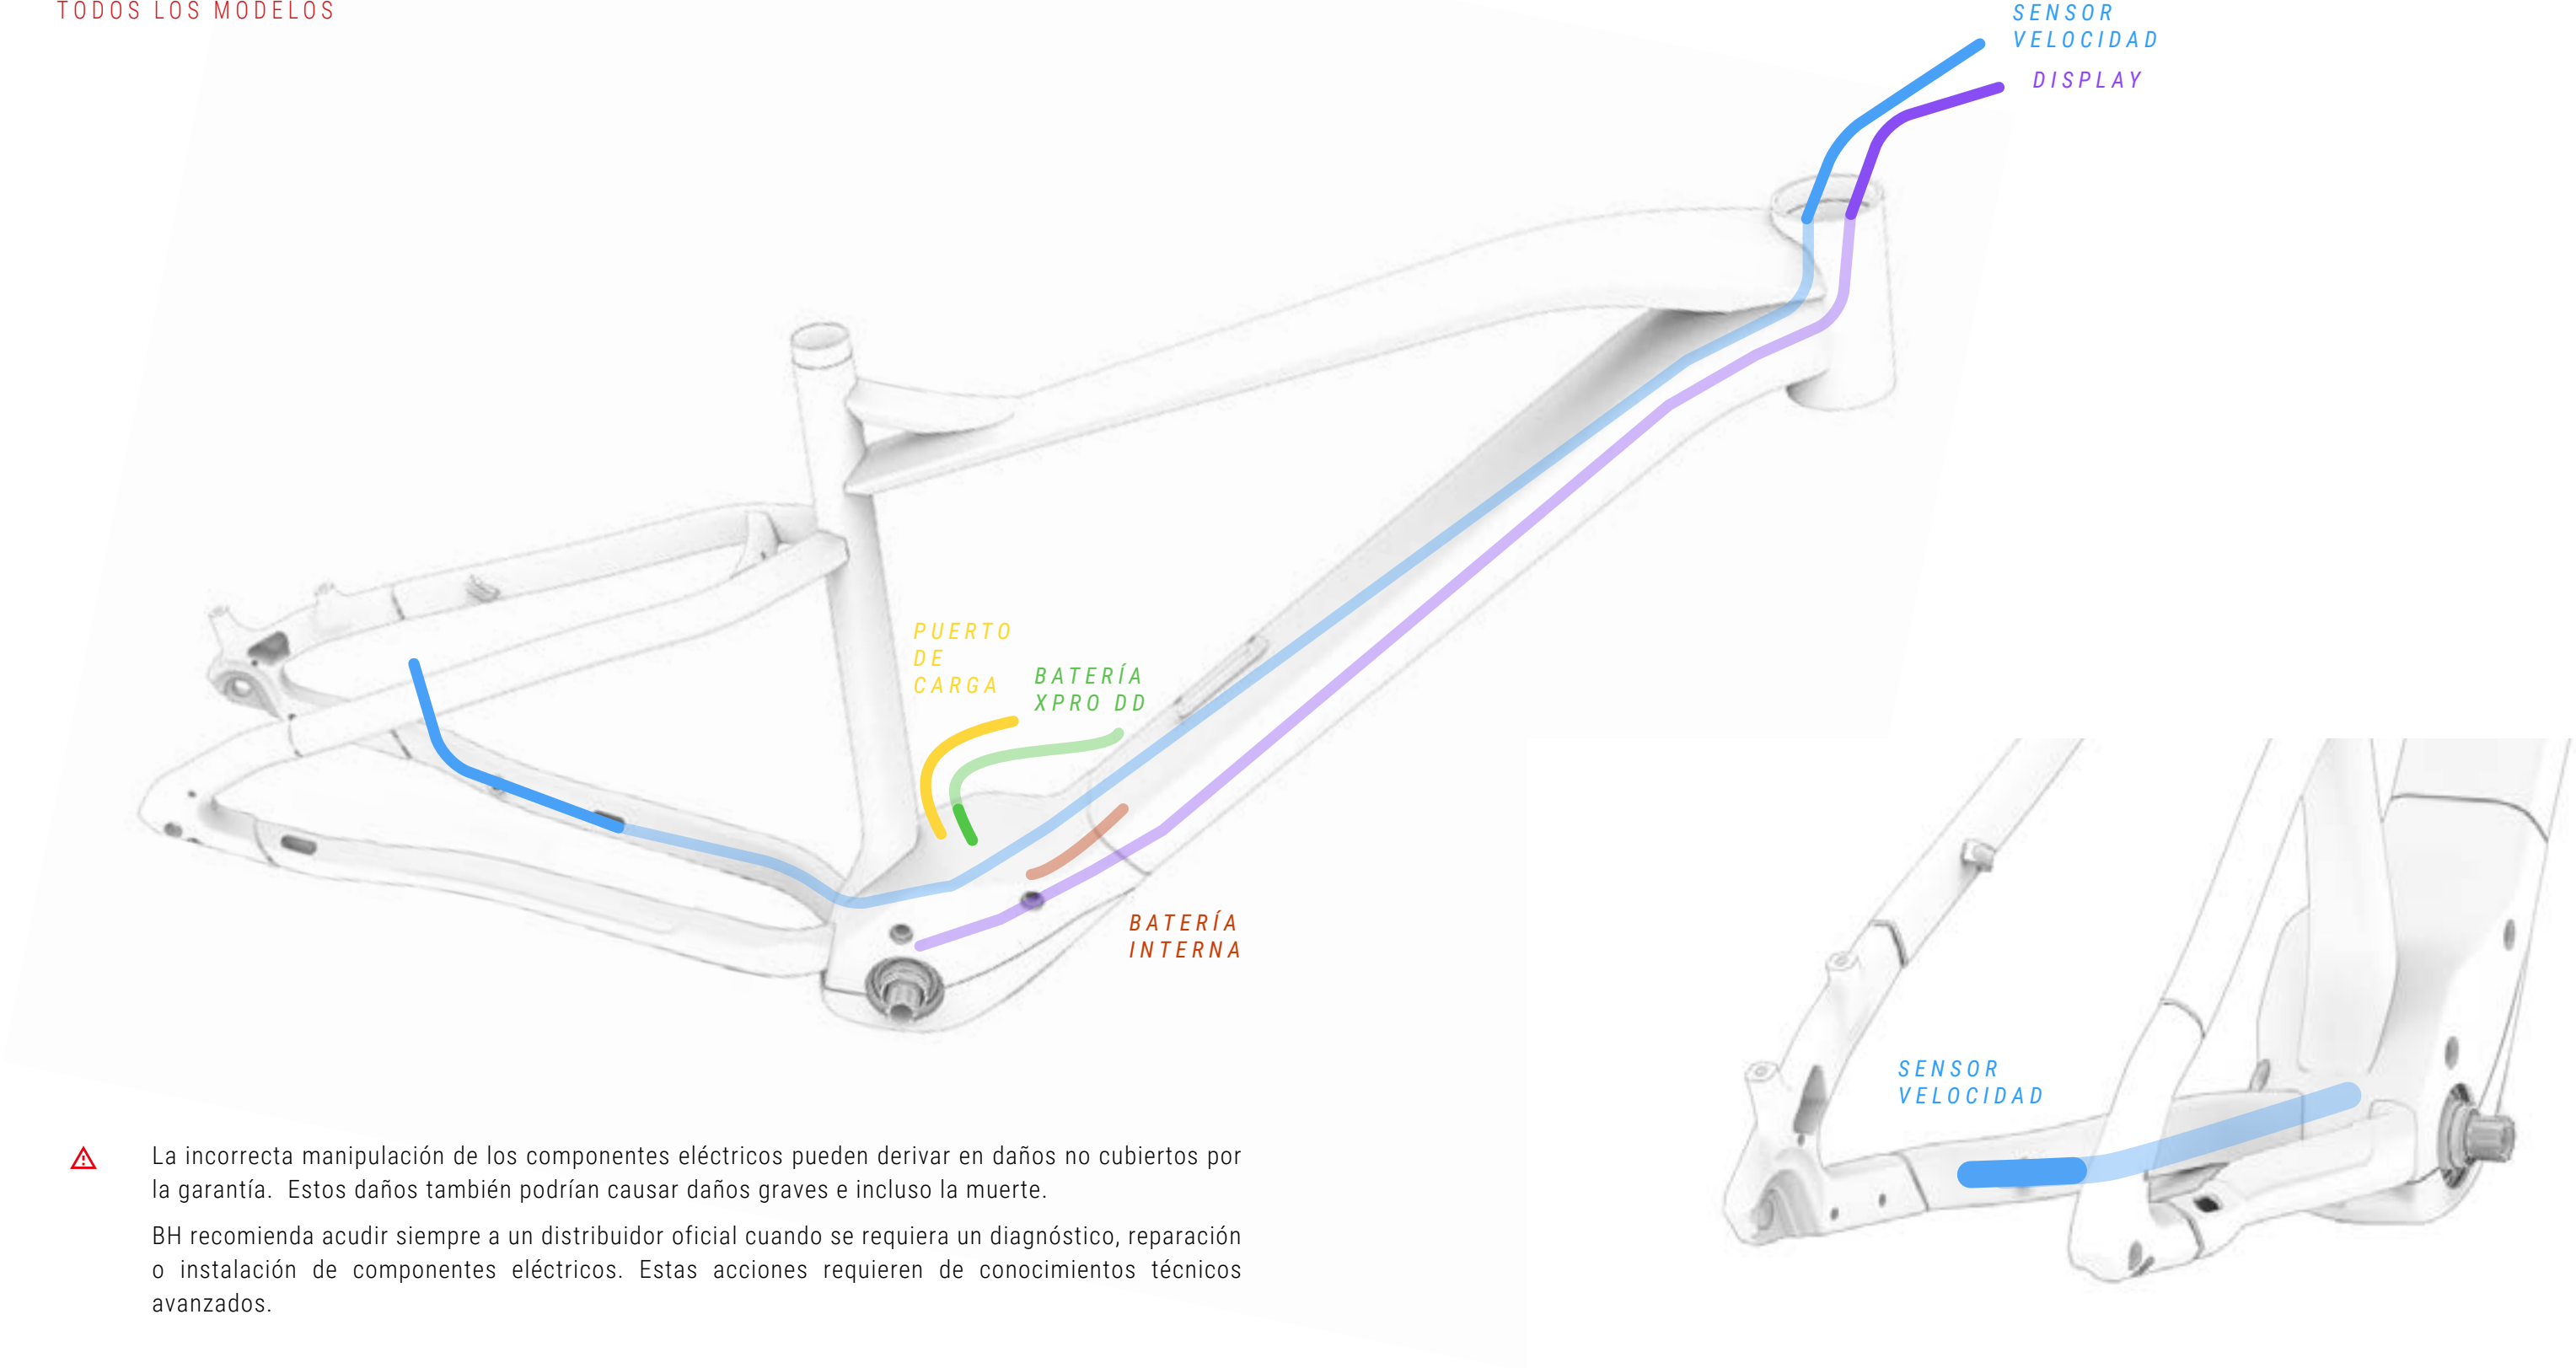 TODOS LOS MODELOS
SENSOR
VELOCIDAD
DISPLAY
PUERTO
DE
CARGA
BATERÍA
XPRO DD
BATERÍA
INTERNA
SENSOR
VELOCIDAD
La incorrecta manipulación de los componentes eléctricos pueden derivar en daños no cubiertos por
la garantía.  Estos daños también podrían causar daños graves e incluso la muerte.
BH recomienda acudir siempre a un distribuidor oficial cuando se requiera un diagnóstico, reparación
o instalación de componentes eléctricos. Estas acciones requieren de conocimientos técnicos
avanzados.